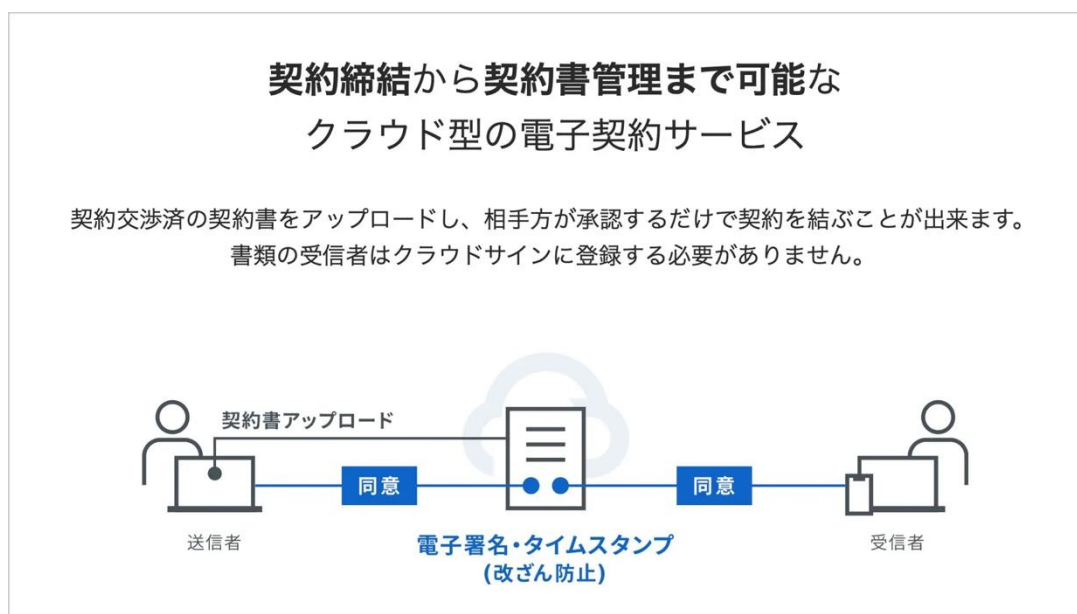 契約締結から契約書管理まで可能な
クラウド型の電子契約サービス
契約交渉済の契約書をアップロードし、相手方が承認するだけで契約を結ぶことが出来ます。
書類の受信者はクラウドサインに登録する必要がありません。
契約書アップロード
同意
同意
送信者
電子署名・タイムスタンプ
(改ざん防止)
受信者